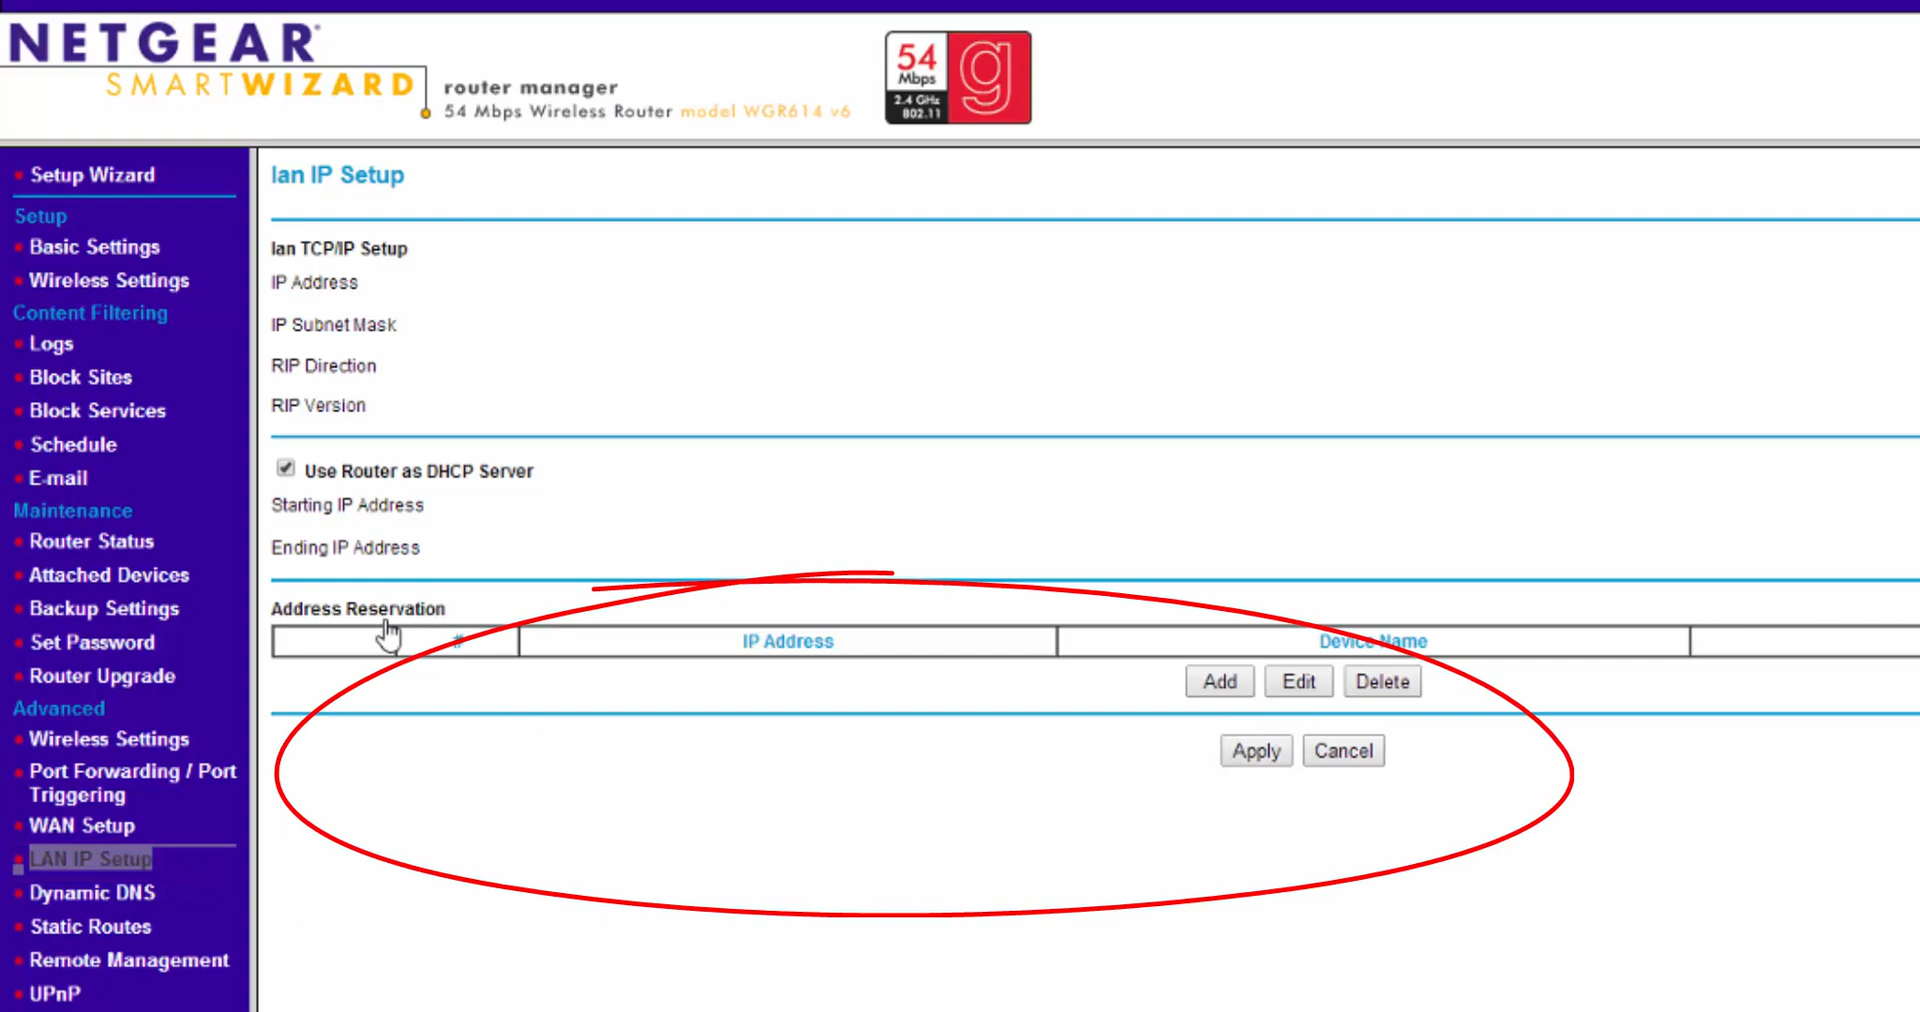 NETGEAR
SMARTWIZARD
router manager
54 Mbps Wireless Router model WGR614 v6
54
Mbps
2.4 GHz
802.11
g
Setup Wizard
Setup
Basic Settings
Wireless Settings
Content Filtering
Logs
Block Sites
Block Services
Schedule
E-mail
Maintenance
Router Status
Attached Devices
Backup Settings
Set Password
Router Upgrade
Advanced
Wireless Settings
Port Forwarding / Port
Triggering
WAN Setup
LAN IP Setup
Dynamic DNS
Static Routes
Remote Management
UPnP
lan IP Setup
lan TCP/IP Setup
IP Address
IP Subnet Mask
RIP Direction
RIP Version
Use Router as DHCP Server
Starting IP Address
Ending IP Address
Address Reservation
# IP Address Device Name
Add Edit Delete
Apply Cancel